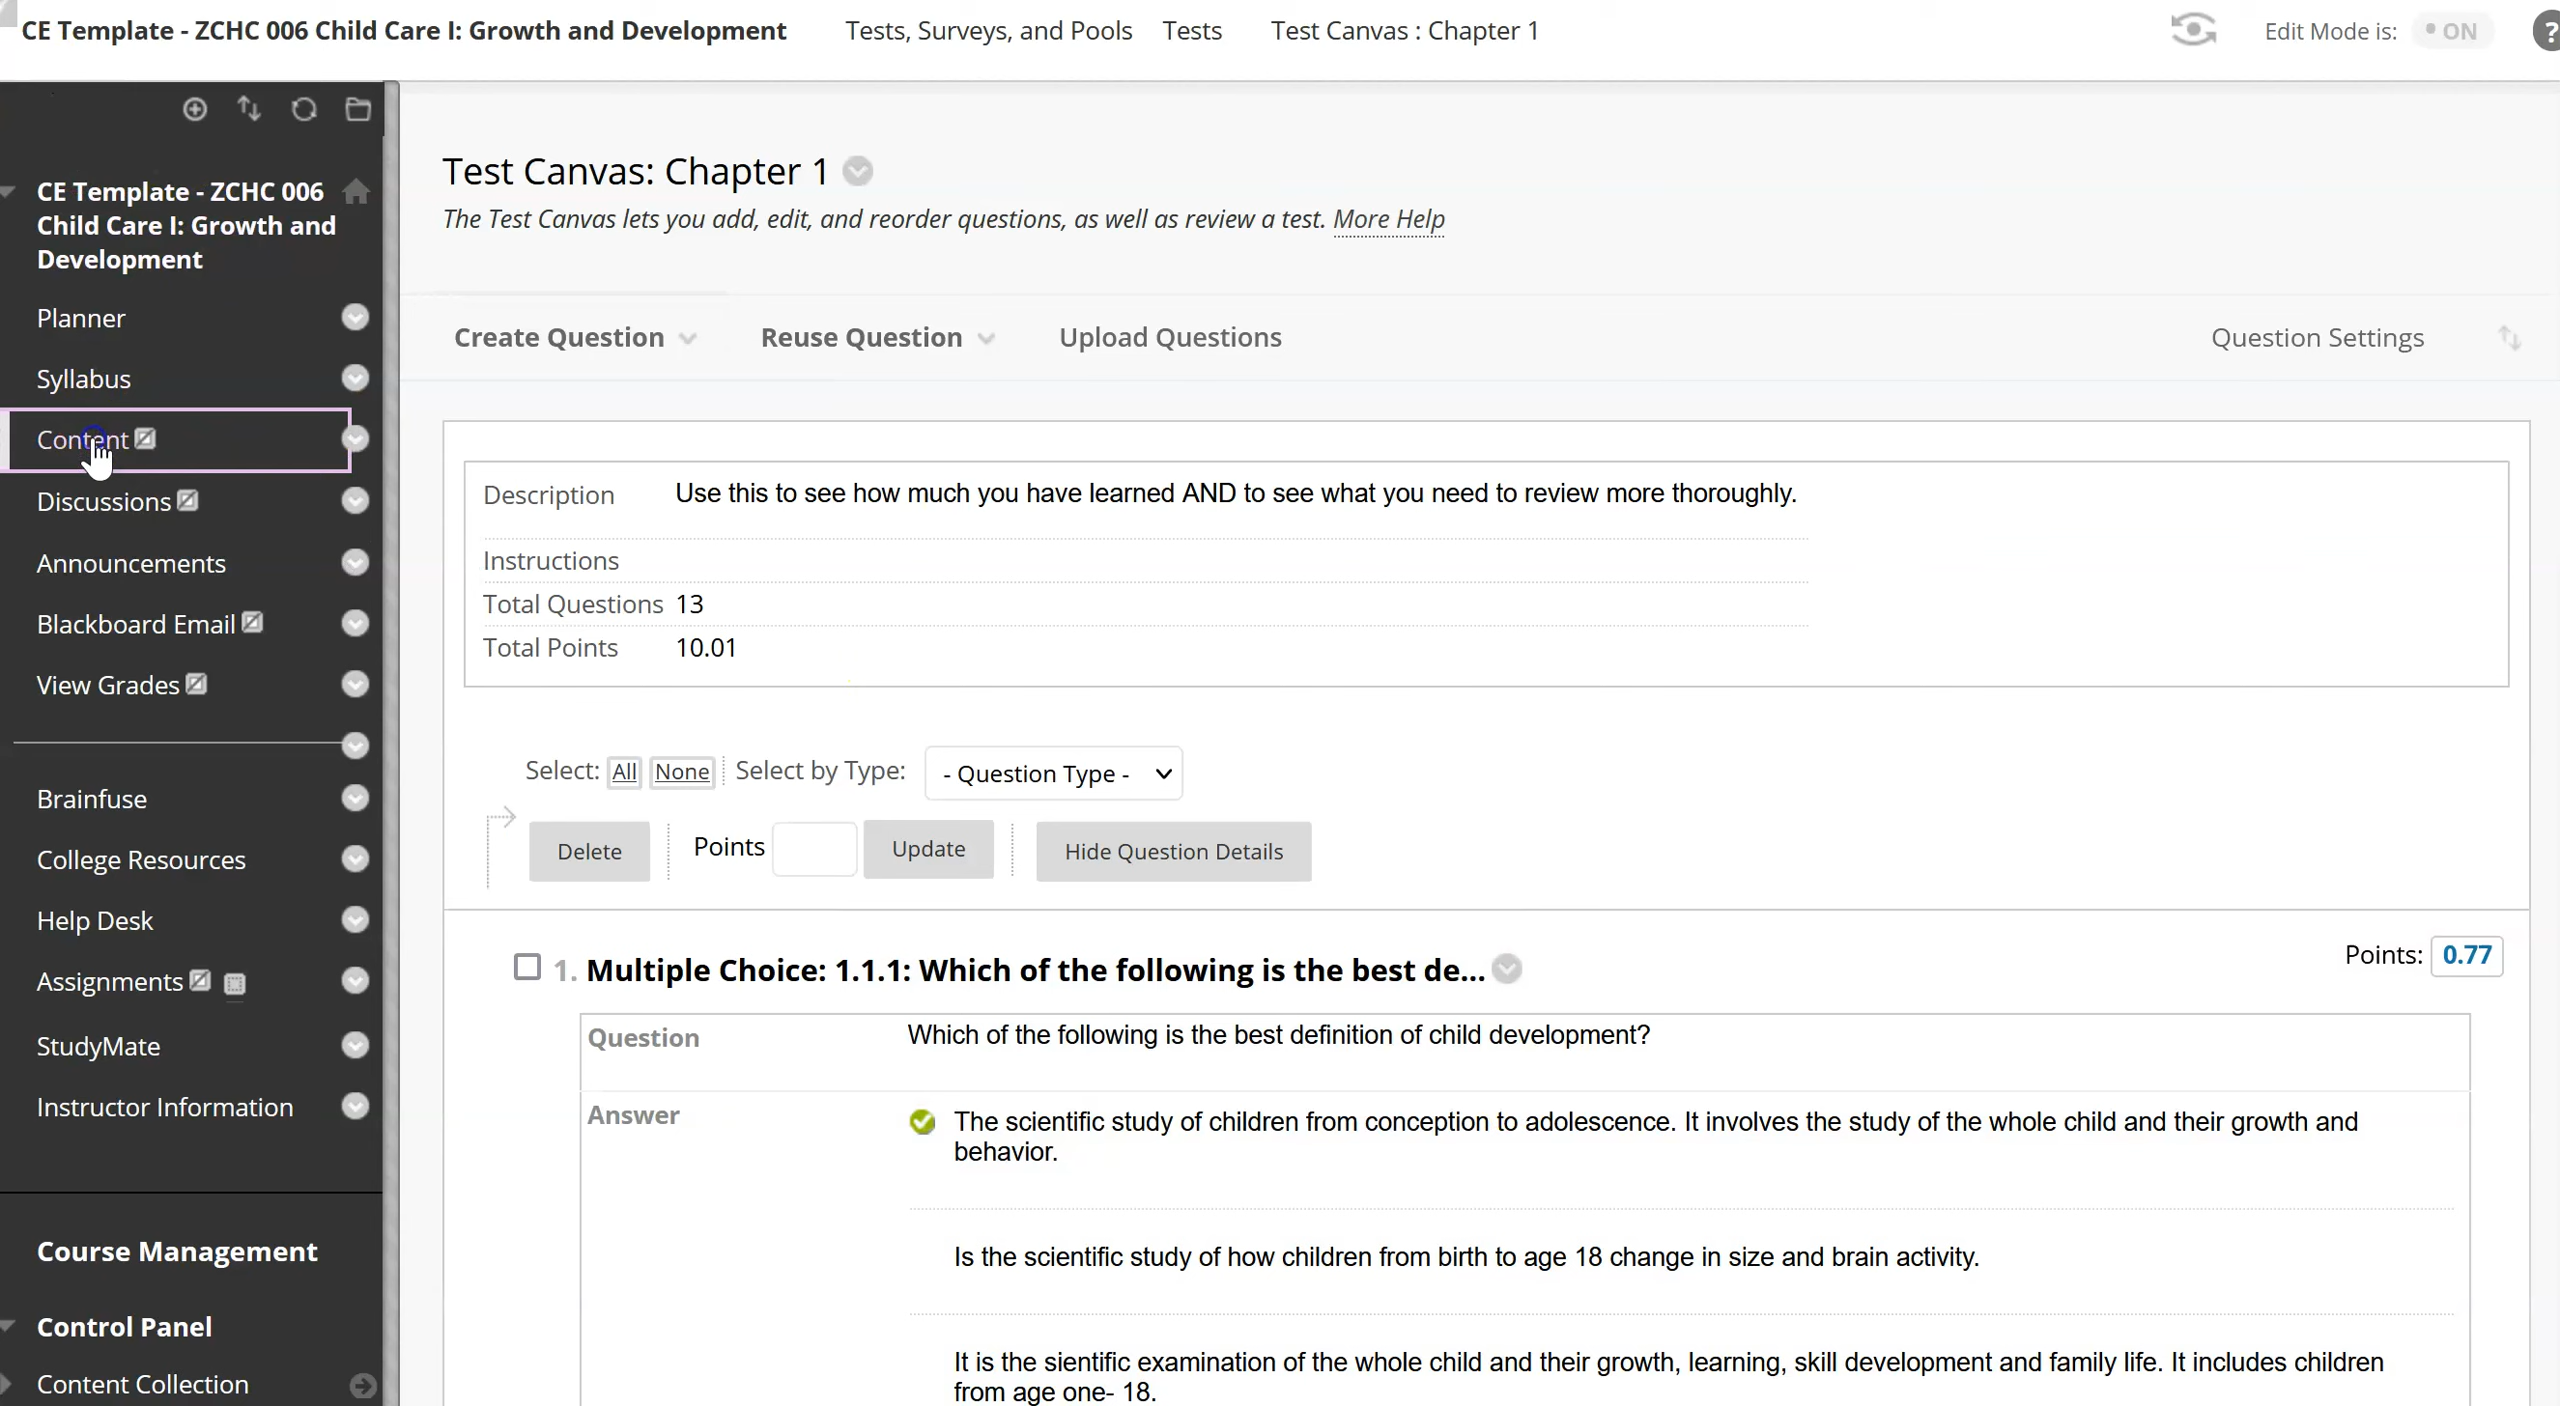 CE Template - ZCHC 006 Child Care I: Growth and Development Tests, Surveys, and Pools Tests Test Canvas : Chapter 1 Edit Mode is: • ON ?
CE Template - ZCHC 006
Child Care I: Growth and
Development
Planner
Syllabus
Content
Discussions
Announcements
Blackboard Email
View Grades
Brainfuse
College Resources
Help Desk
Assignments
StudyMate
Instructor Information
Course Management
Control Panel
Content Collection
Test Canvas: Chapter 1
The Test Canvas lets you add, edit, and reorder questions, as well as review a test. More Help
Create Question Reuse Question Upload Questions Question Settings
Description Use this to see how much you have learned AND to see what you need to review more thoroughly.
Instructions
Total Questions 13
Total Points 10.01
Select: All None Select by Type: - Question Type -
Delete Points Update Hide Question Details
1. Multiple Choice: 1.1.1: Which of the following is the best de... Points: 0.77
Question Which of the following is the best definition of child development?
Answer The scientific study of children from conception to adolescence. It involves the study of the whole child and their growth and
behavior.
Is the scientific study of how children from birth to age 18 change in size and brain activity.
It is the sientific examination of the whole child and their growth, learning, skill development and family life. It includes children
from age one- 18.